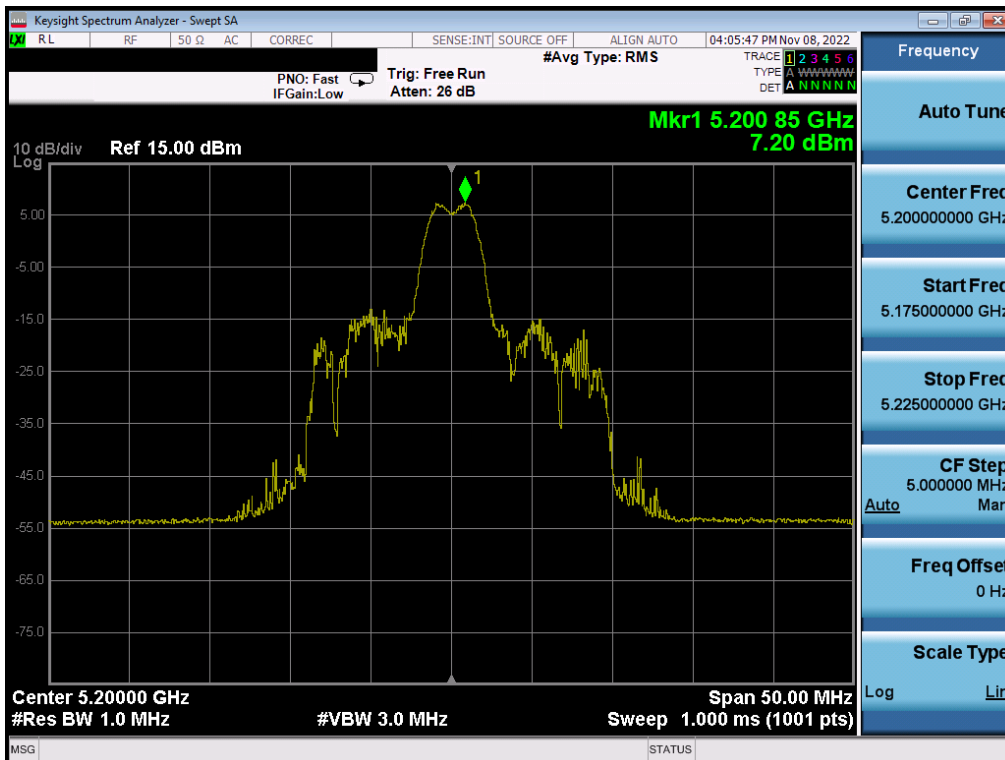 Keysight Spectrum Analyzer - Swept SA
LXI RL RF 50 Ω AC CORREC SENSE:INT SOURCE OFF ALIGN AUTO 04:05:47 PM Nov 08, 2022
Frequency
#Avg Type: RMS
TRACE 1 2 3 4 5 6
PNO: Fast Trig: Free Run
TYPE A WWWWW
IFGain:Low Atten: 26 dB
DET A N N N N N
Auto Tune
Mkr1 5.200 85 GHz
7.20 dBm
10 dB/div Ref 15.00 dBm
Log
1
5.00
-5.00
-15.0
-25.0
-35.0
-45.0
-55.0
-65.0
-75.0
Center Freq
5.200000000 GHz
Start Freq
5.175000000 GHz
Stop Freq
5.225000000 GHz
CF Step
5.000000 MHz
Auto Man
Freq Offset
0 Hz
Scale Type
Log Lin
Center 5.20000 GHz Span 50.00 MHz
#Res BW 1.0 MHz #VBW 3.0 MHz Sweep 1.000 ms (1001 pts)
MSG STATUS